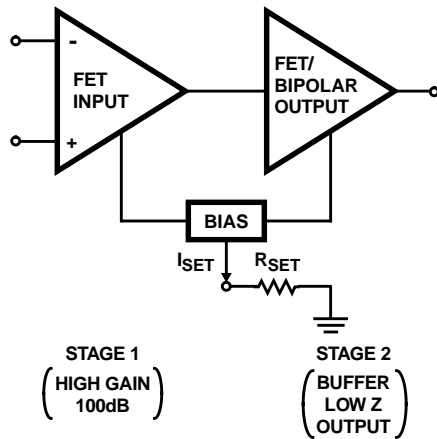 -
FET
INPUT
+
FET/
BIPOLAR
OUTPUT
BIAS
ISET
RSET
STAGE 1
HIGH GAIN
100dB
STAGE 2
BUFFER
LOW Z
OUTPUT